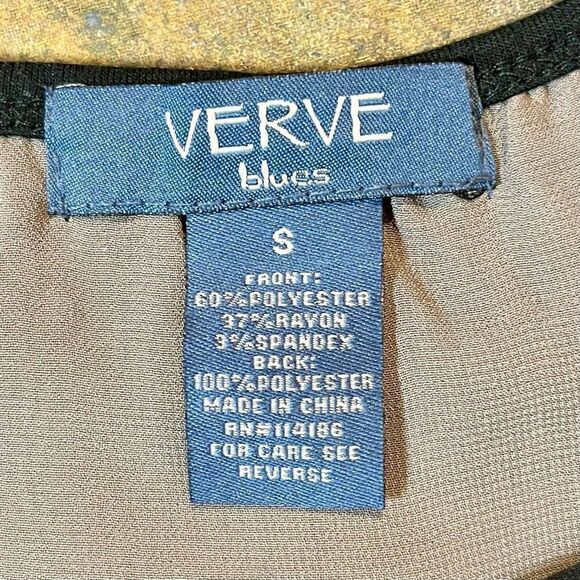 VERVE
blues
S
FRONT:
60%POLYESTER
37%RAYON
3%SPANDEX
BACK:
100%POLYESTER
MADE IN CHINA
RN#114186
FOR CARE SEE
REVERSE